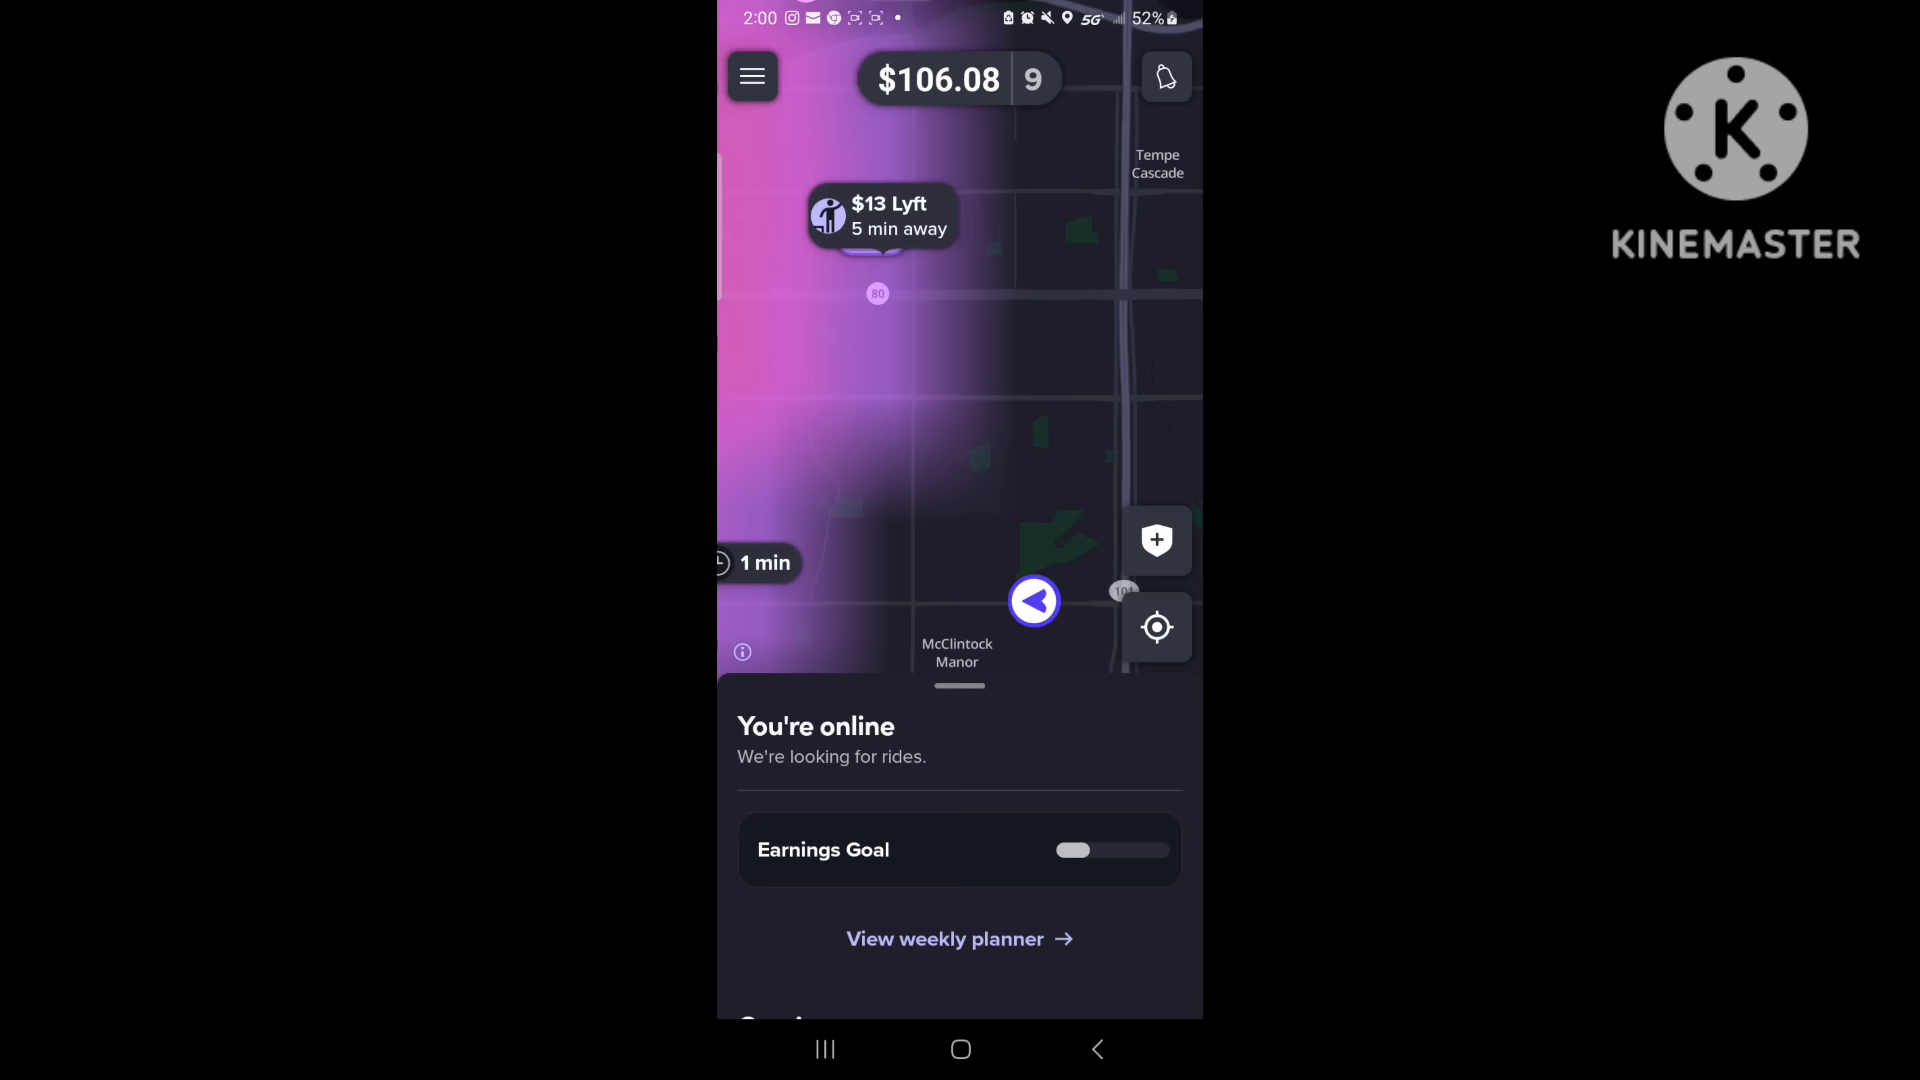 2:00
5G 52%
$106.08 9
KINEMASTER
Tempe
Cascade
$13 Lyft
5 min away
80
1 min
101
McClintock
Manor
You're online
We're looking for rides.
Earnings Goal
View weekly planner →